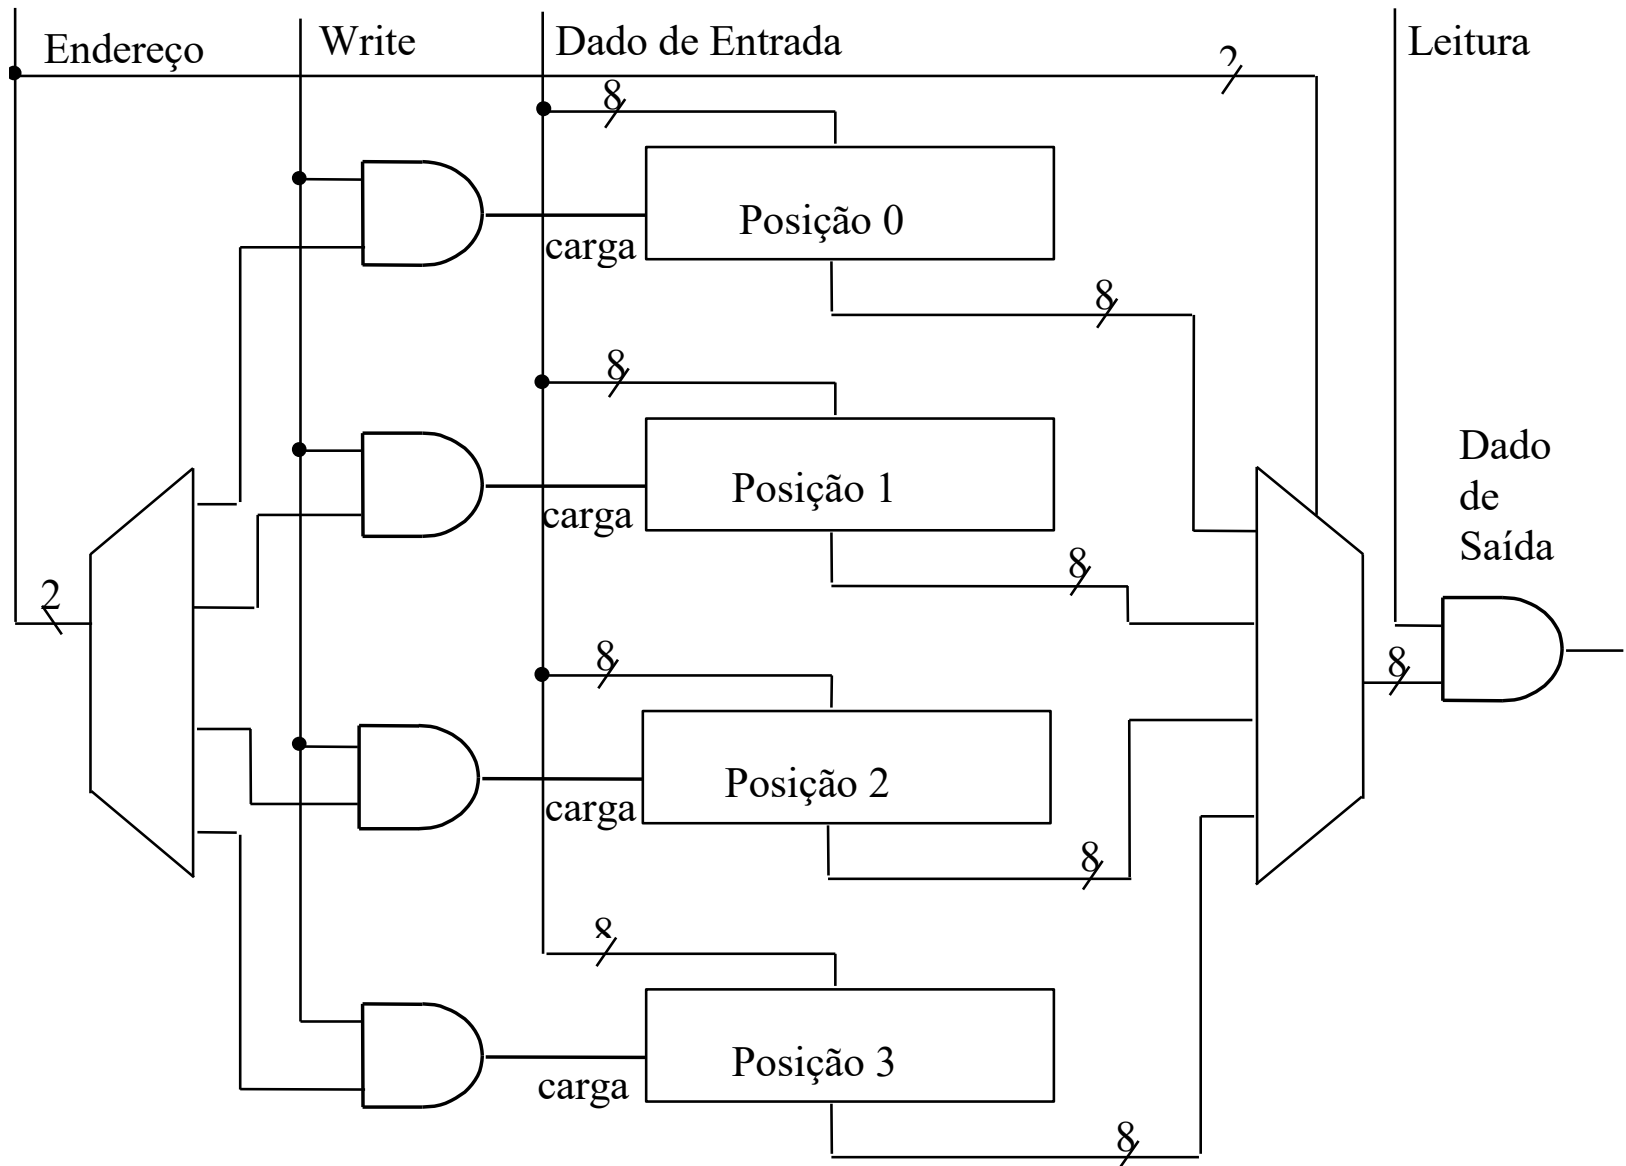 Endereço
Write
Dado de Entrada
2
Leitura
8
Posição 0
carga
8
8
Posição 1
carga
Dado
de
Saída
8
2
8
8
Posição 2
carga
8
8
Posição 3
carga
8